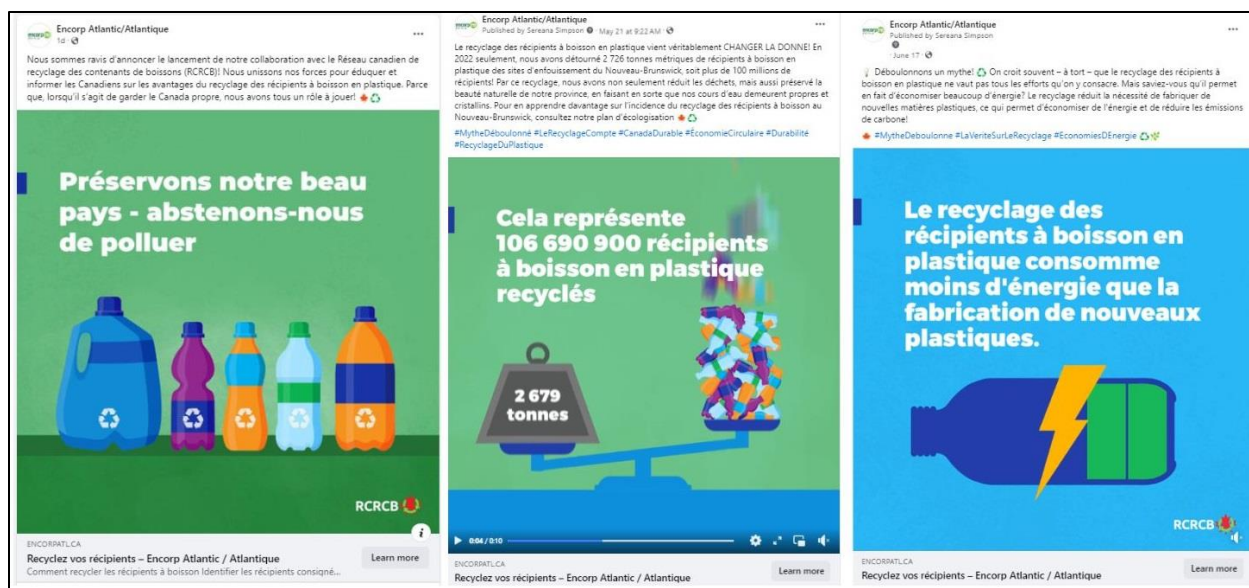 Encorp Atlantic/Atlantique
1d
Nous sommes ravis d'annoncer le lancement de notre collaboration avec le Réseau canadien de
recyclage des contenants de boissons (RCRCB)! Nous unissons nos forces pour éduquer et
informer les Canadiens sur les avantages du recyclage des récipients à boisson en plastique. Parce
que, lorsqu'il s'agit de garder le Canada propre, nous avons tous un rôle à jouer! 🍁♻️
Préservons notre beau
pays - abstenons-nous
de polluer
RCRCB
ENCORPATL.CA
Recyclez vos récipients – Encorp Atlantic / Atlantique
Comment recycler les récipients à boisson Identifier les récipients consigné...
Learn more
Encorp Atlantic/Atlantique
Published by Sereana Simpson · May 21 at 9:22 AM
Le recyclage des récipients à boisson en plastique vient véritablement CHANGER LA DONNE! En
2022 seulement, nous avons détourné 2 726 tonnes métriques de récipients à boisson en
plastique des sites d'enfouissement du Nouveau-Brunswick, soit plus de 100 millions de
récipients! Par ce recyclage, nous avons non seulement réduit les déchets, mais aussi préservé la
beauté naturelle de notre province, en faisant en sorte que nos cours d'eau demeurent propres et
cristallins. Pour en apprendre davantage sur l'incidence du recyclage des récipients à boisson au
Nouveau-Brunswick, consultez notre plan d'écologisation 🍁♻️
#MytheDéboulonné #LeRecyclageCompte #CanadaDurable #ÉconomieCirculaire #Durabilité
#RecyclageDuPlastique
Cela représente
106 690 900 récipients
à boisson en plastique
recyclés
2 679
tonnes
0:04 / 0:10
ENCORPATL.CA
Recyclez vos récipients – Encorp Atlantic / Atlantique
Learn more
Encorp Atlantic/Atlantique
Published by Sereana Simpson
· June 17 ·
Déboulonnons un mythe! ♻️ On croit souvent – à tort – que le recyclage des récipients à
boisson en plastique ne vaut pas tous les efforts qu'on y consacre. Mais saviez-vous qu'il permet
en fait d'économiser beaucoup d'énergie? Le recyclage réduit la nécessité de fabriquer de
nouvelles matières plastiques, ce qui permet d'économiser de l'énergie et de réduire les émissions
de carbone!
🍁 #MytheDeboulonne #LaVeriteSurLeRecyclage #EconomiesDEnergie ♻️🌿
Le recyclage des
récipients à boisson en
plastique consomme
moins d'énergie que la
fabrication de nouveaux
plastiques.
RCRCB
ENCORPATL.CA
Recyclez vos récipients – Encorp Atlantic / Atlantique
Learn more